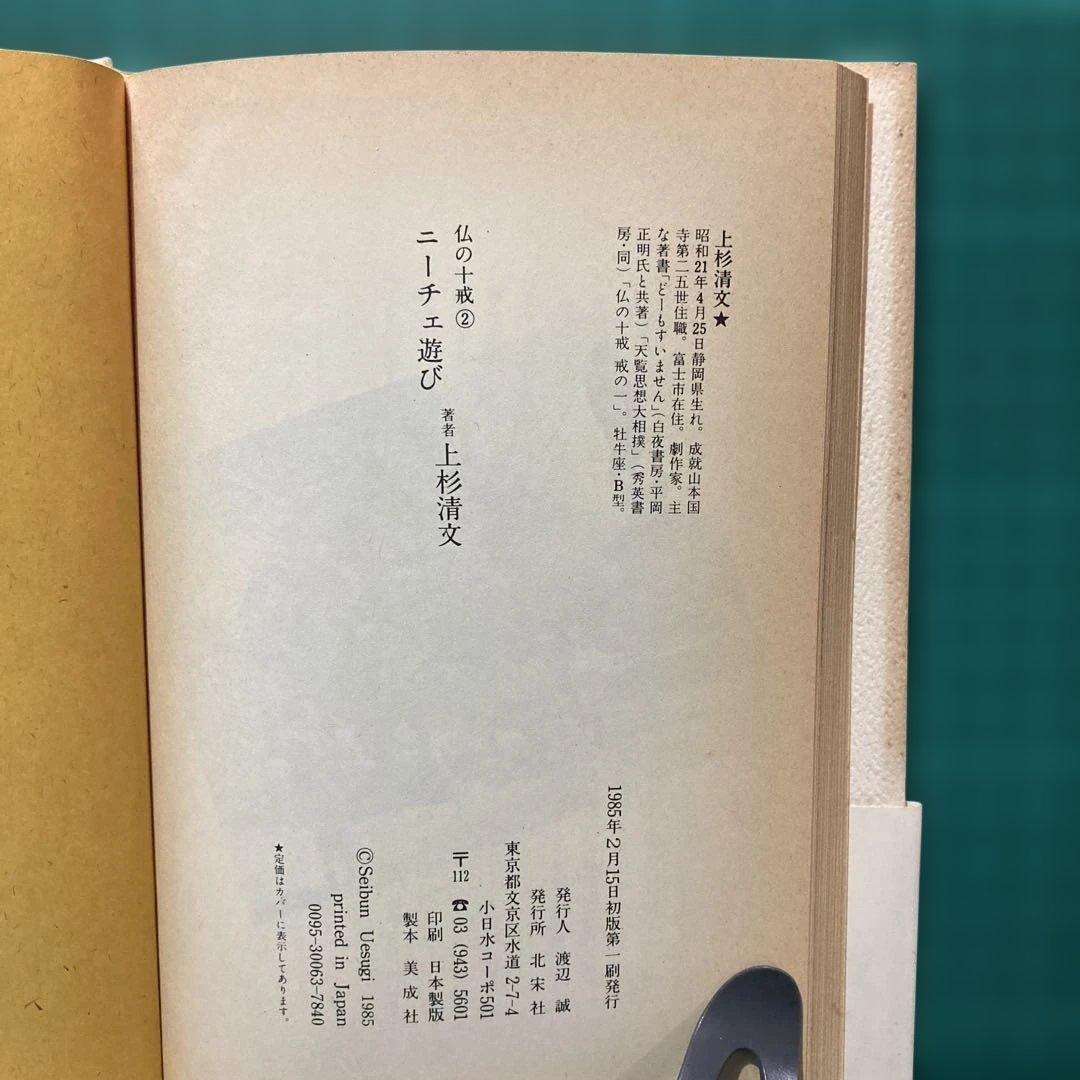 上杉清文★
昭和21年4月25日静岡県生れ。成就山本国
寺第二五世住職。富士市在住。劇作家。主
な著書「どーもすいません」(白夜書房・平岡
正明氏と共著)「天覧思想大相撲」(秀英書
房・同)「仏の十戒 戒の一」。牡牛座・B型。
仏の十戒②
ニーチェ遊び
著者 上杉清文
1985年2月15日初版第一刷発行
発行人 渡辺 誠
発行所 北宋社
東京都文京区水道 2-7-4
小日水コーポ501
〒112 ☎03 (943) 5601
印刷 日本製版
製本 美成社
©Seibun Uesugi 1985
printed in Japan
0095-30063-7840
★定価はカバーに表示してあります。